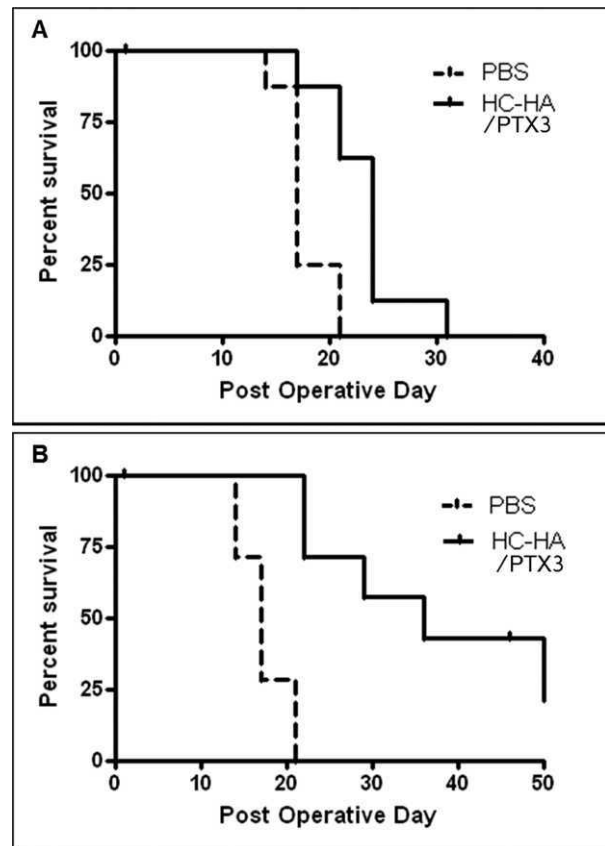 A
100
75
50
25
0
Percent survival
PBS
HC-HA
/PTX3
0 10 20 30 40
Post Operative Day
B
100
75
50
25
0
Percent survival
PBS
HC-HA
/PTX3
0 10 20 30 40 50
Post Operative Day